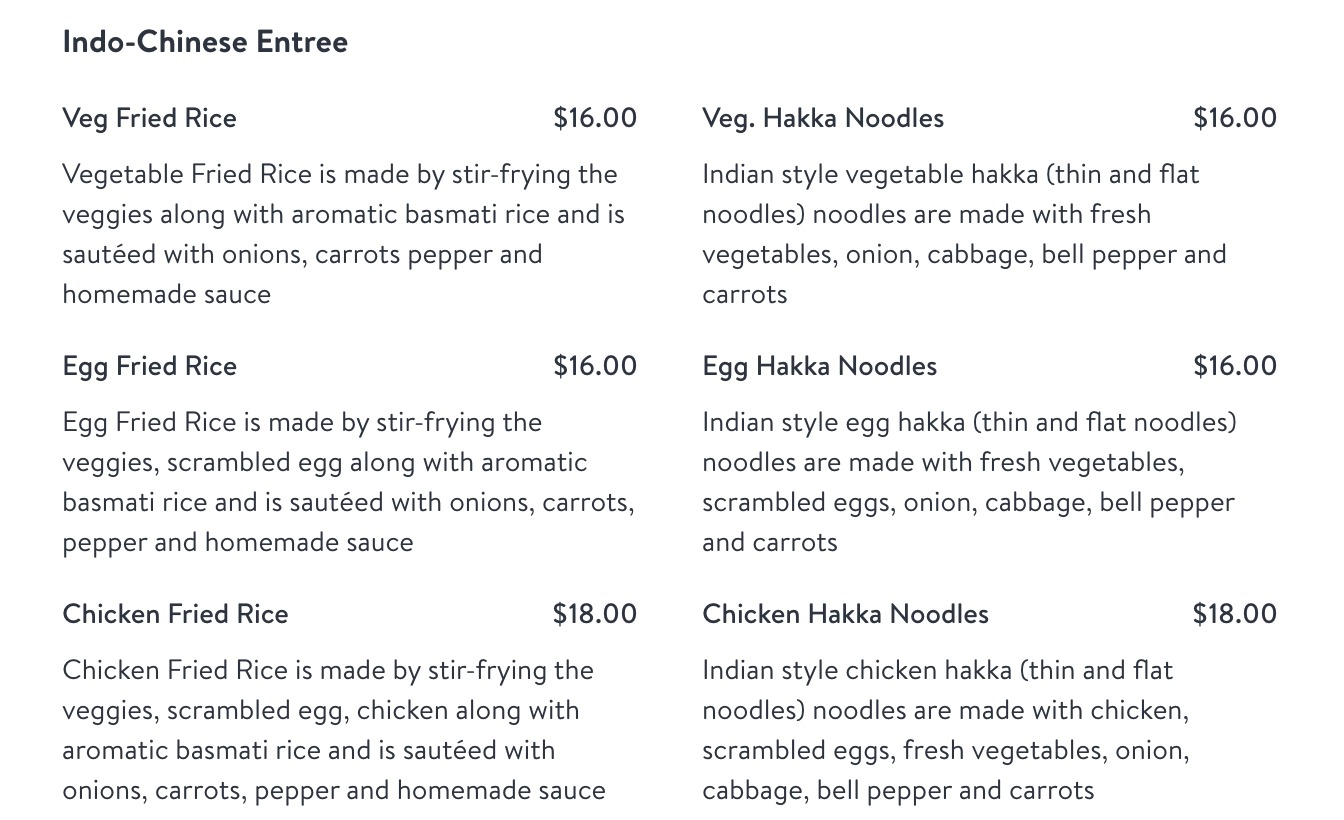 Indo-Chinese Entree
Veg Fried Rice $16.00
Vegetable Fried Rice is made by stir-frying the
veggies along with aromatic basmati rice and is
sautéed with onions, carrots pepper and
homemade sauce
Veg. Hakka Noodles $16.00
Indian style vegetable hakka (thin and flat
noodles) noodles are made with fresh
vegetables, onion, cabbage, bell pepper and
carrots
Egg Fried Rice $16.00
Egg Fried Rice is made by stir-frying the
veggies, scrambled egg along with aromatic
basmati rice and is sautéed with onions, carrots,
pepper and homemade sauce
Egg Hakka Noodles $16.00
Indian style egg hakka (thin and flat noodles)
noodles are made with fresh vegetables,
scrambled eggs, onion, cabbage, bell pepper
and carrots
Chicken Fried Rice $18.00
Chicken Fried Rice is made by stir-frying the
veggies, scrambled egg, chicken along with
aromatic basmati rice and is sautéed with
onions, carrots, pepper and homemade sauce
Chicken Hakka Noodles $18.00
Indian style chicken hakka (thin and flat
noodles) noodles are made with chicken,
scrambled eggs, fresh vegetables, onion,
cabbage, bell pepper and carrots